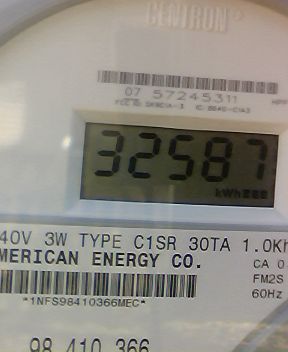 CENTRON®
07 57245311
32587
kWh
40V 3W TYPE C1SR 30TA 1.0Kh
MERICAN ENERGY CO.
CA 0
FM2S
*1NFS98410366MEC*
60Hz
98 410 366